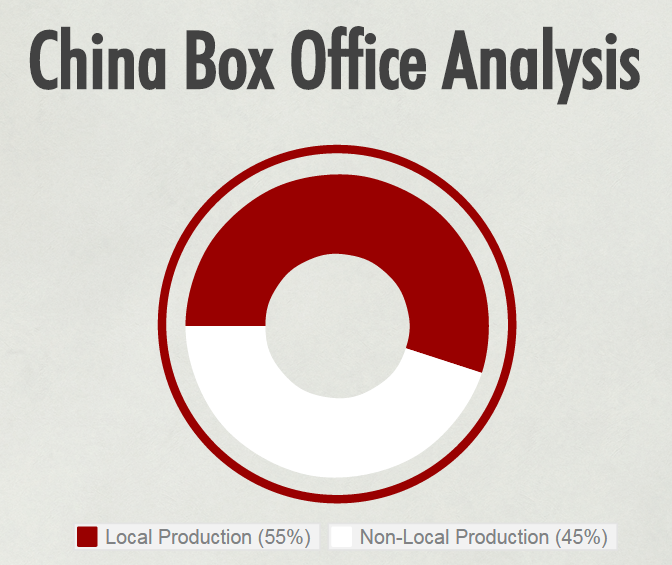 China Box Office Analysis
Local Production (55%) Non-Local Production (45%)